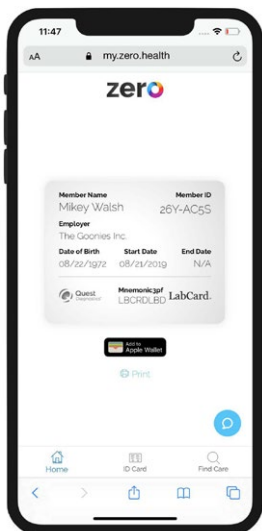 11:47
AA my.zero.health
zero
Member Name Member ID
Mikey Walsh 26Y-AC5S
Employer
The Goonies Inc.
Date of Birth Start Date End Date
08/22/1972 08/21/2019 N/A
Quest Mnemonic3pf LabCard.
LBCRDLBD
Add to
Apple Wallet
Print
Home ID Card Find Care